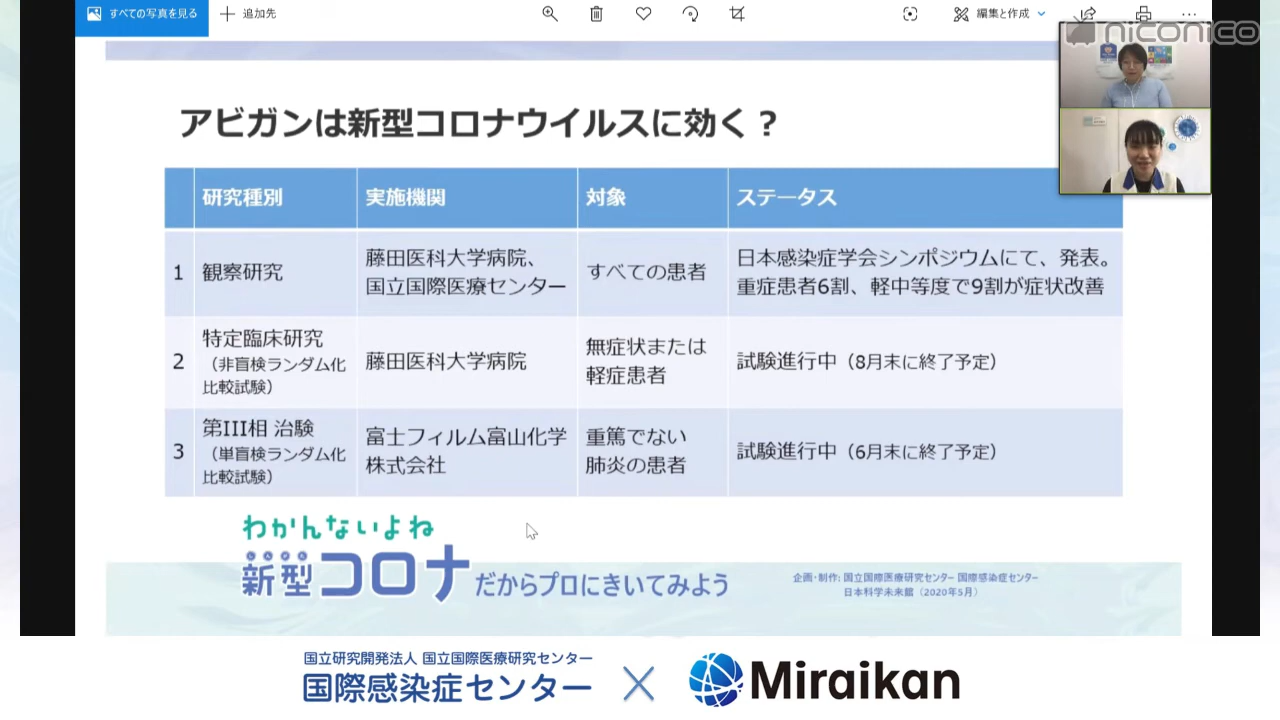 すべての写真を見る
追加先
編集と作成
niconico
アビガンは新型コロナウイルスに効く？
研究種別 実施機関 対象 ステータス
1 観察研究 藤田医科大学病院、国立国際医療センター すべての患者 日本感染症学会シンポジウムにて、発表。重症患者6割、軽中等度で9割が症状改善
2 特定臨床研究（非盲検ランダム化比較試験） 藤田医科大学病院 無症状または軽症患者 試験進行中（8月末に終了予定）
3 第III相 治験（単盲検ランダム化比較試験） 富士フィルム富山化学株式会社 重篤でない肺炎の患者 試験進行中（6月末に終了予定）
わかんないよね
しんがた
新型コロナだからプロにきいてみよう
企画・制作: 国立国際医療研究センター 国際感染症センター
日本科学未来館（2020年5月）
国立研究開発法人 国立国際医療研究センター
国際感染症センター × Miraikan